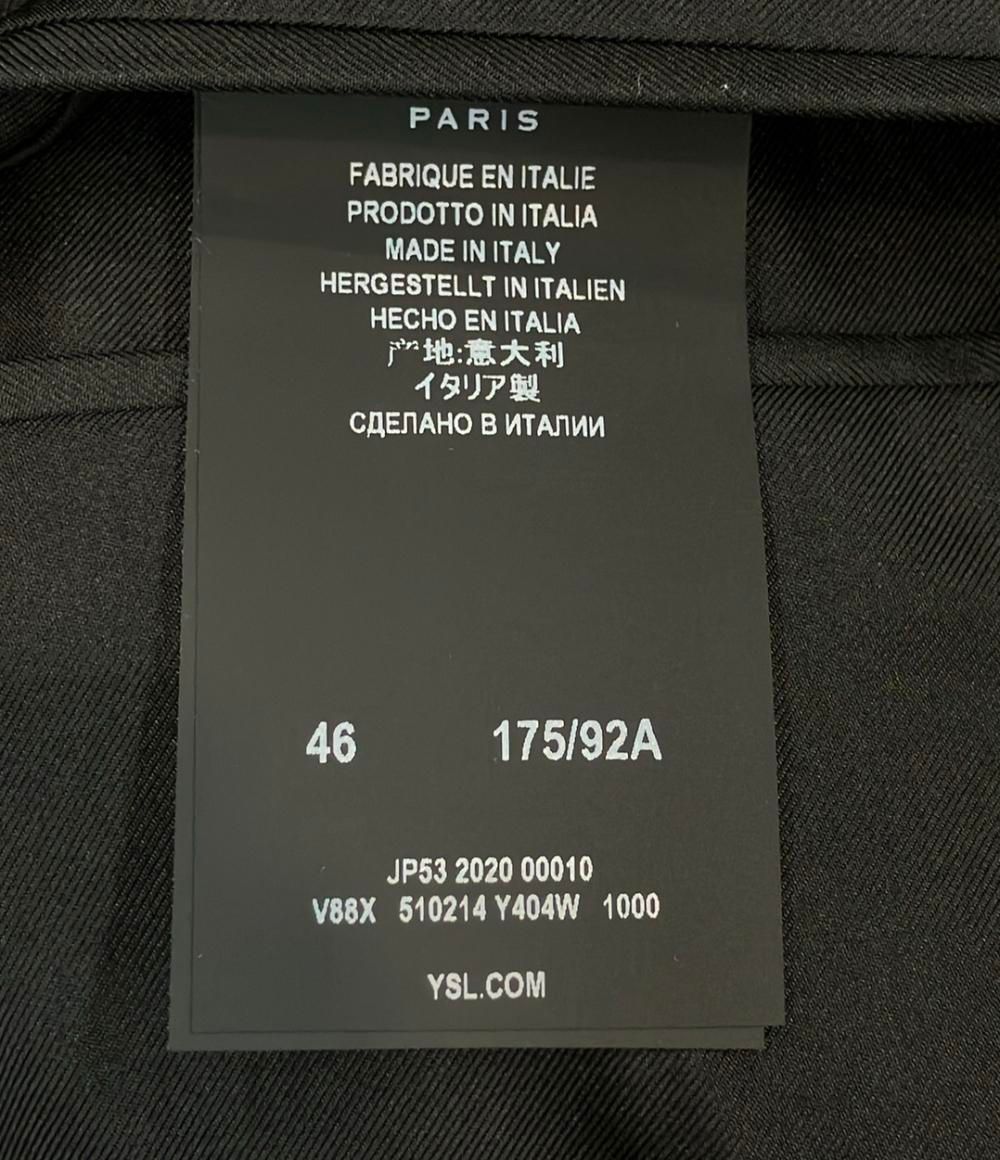 PARIS
FABRIQUE EN ITALIE
PRODOTTO IN ITALIA
MADE IN ITALY
HERGESTELLT IN ITALIEN
HECHO EN ITALIA
产地:意大利
イタリア製
СДЕЛАНО В ИТАЛИИ
46 175/92A
JP53 2020 00010
V88X 510214 Y404W 1000
YSL.COM